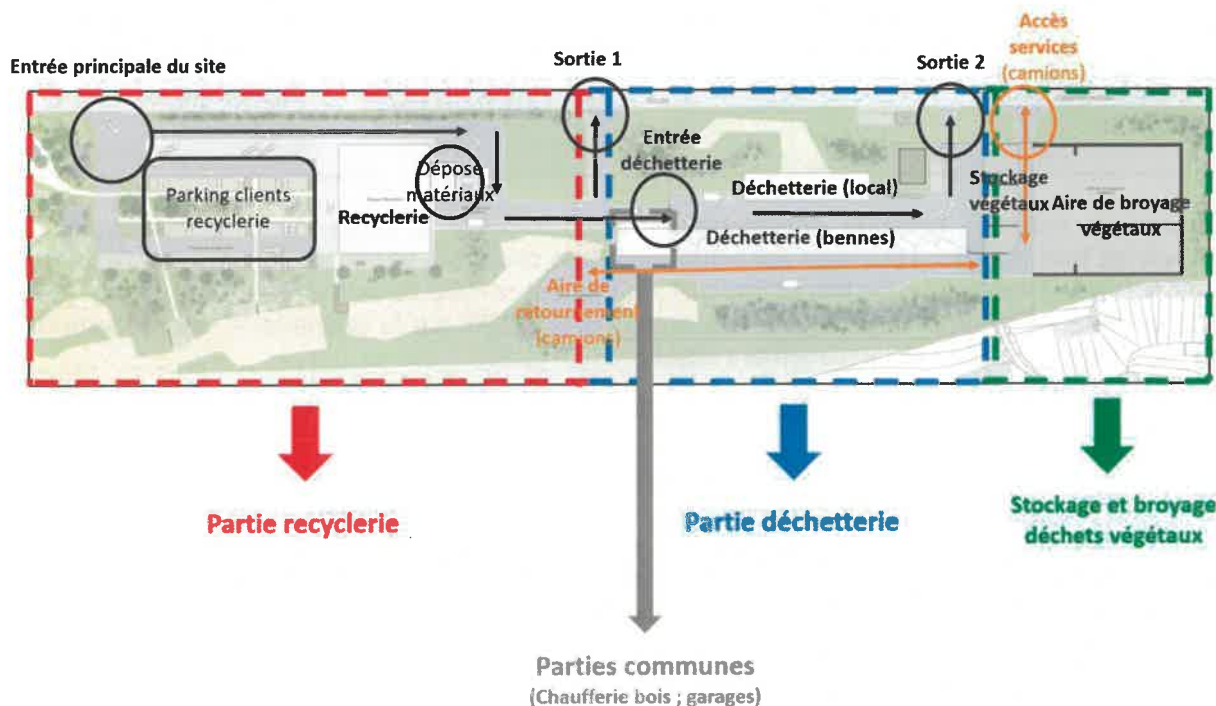 Accès
services
(camions)
Entrée principale du site
Sortie 1
Sortie 2
Entrée
déchetterie
Dépose
matériaux
Parking clients
recyclerie
Recyclerie
Déchetterie (local)
Déchetterie (bennes)
Stockage
végétaux
Aire de broyage
végétaux
Aire de
retournement
(camions)
Partie recyclerie
Partie déchetterie
Stockage et broyage
déchets végétaux
Parties communes
(Chaufferie bois ; garages)